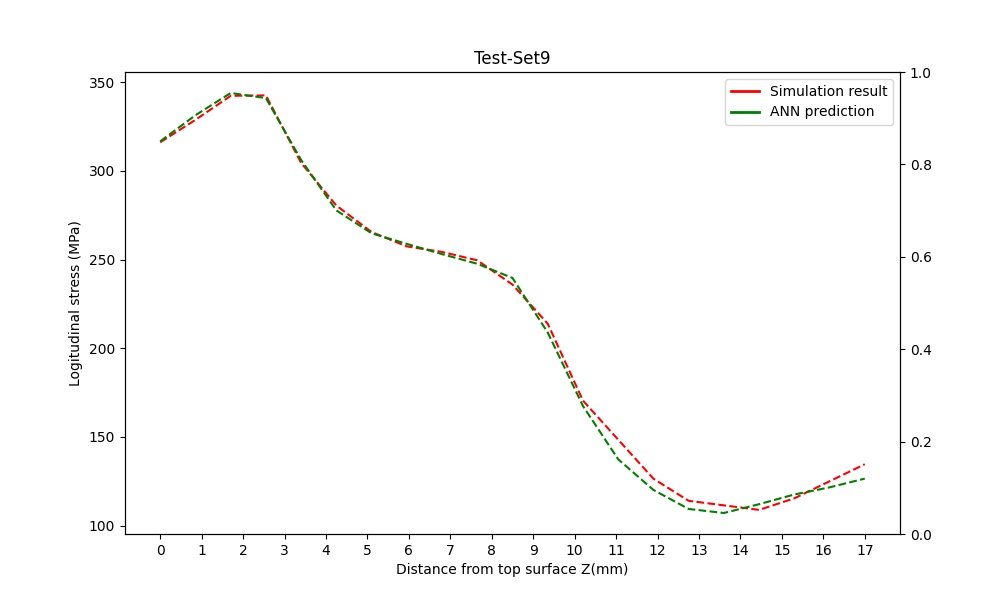 Test-Set9
Simulation result
ANN prediction
Logitudinal stress (MPa)
350
300
250
200
150
100
1.0
0.8
0.6
0.4
0.2
0.0
0 1 2 3 4 5 6 7 8 9 10 11 12 13 14 15 16 17
Distance from top surface Z(mm)